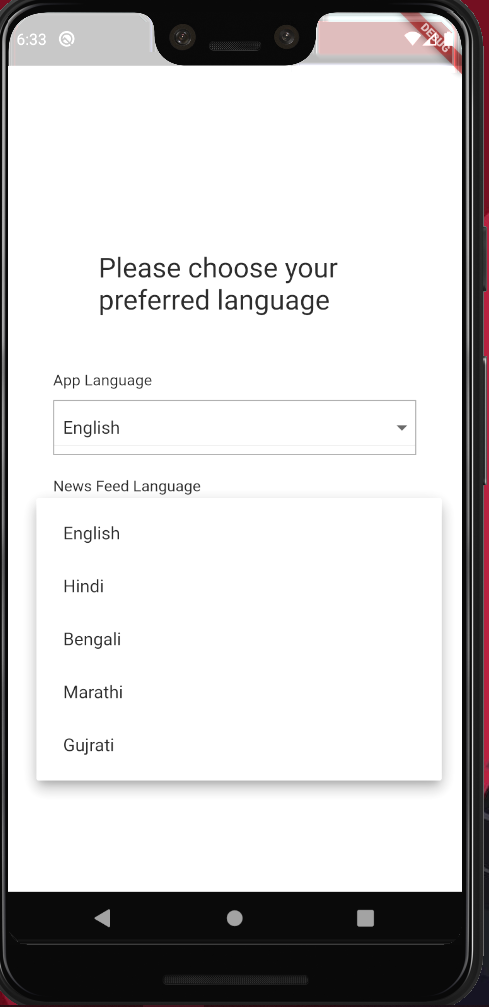 6:33
DEBUG
Please choose your
preferred language
App Language
English
News Feed Language
English
Hindi
Bengali
Marathi
Gujrati